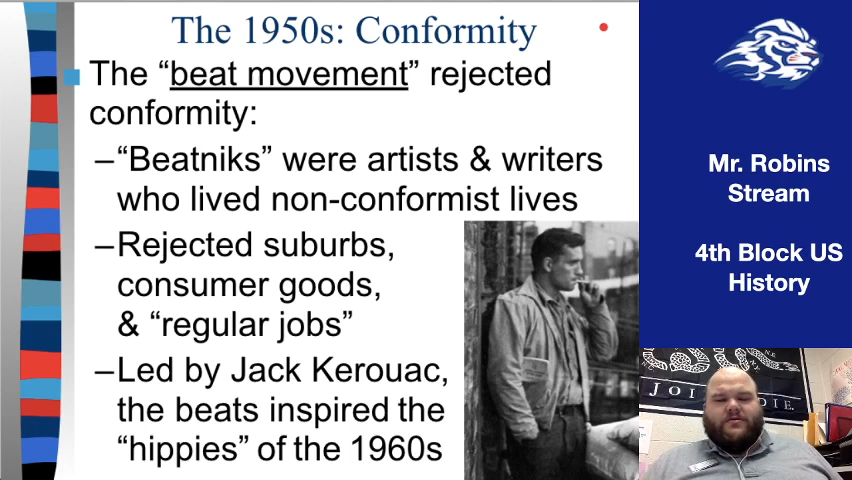 The 1950s: Conformity
The “beat movement” rejected
conformity:
–“Beatniks” were artists & writers
who lived non-conformist lives
–Rejected suburbs,
consumer goods,
& “regular jobs”
–Led by Jack Kerouac,
the beats inspired the
“hippies” of the 1960s
Mr. Robins
Stream
4th Block US
History
JOI
DIE.